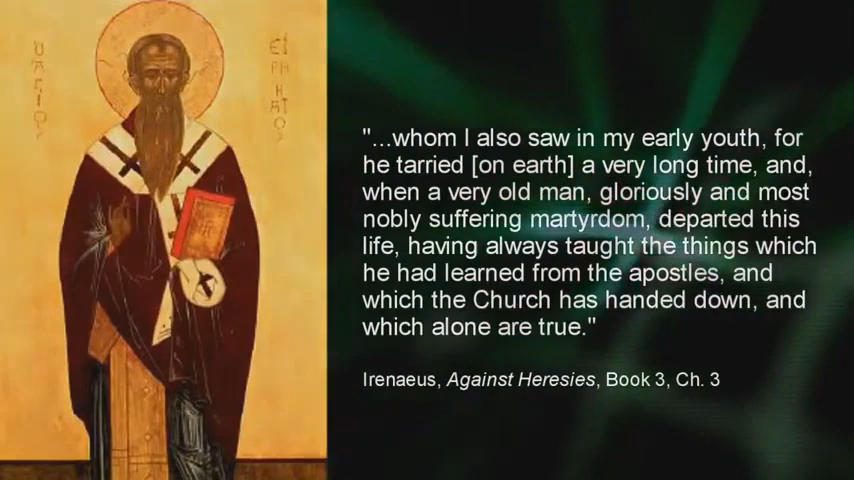 Ὁ ἅγιος
Εἰρηναῖος
"...whom I also saw in my early youth, for
he tarried [on earth] a very long time, and,
when a very old man, gloriously and most
nobly suffering martyrdom, departed this
life, having always taught the things which
he had learned from the apostles, and
which the Church has handed down, and
which alone are true."
Irenaeus, Against Heresies, Book 3, Ch. 3